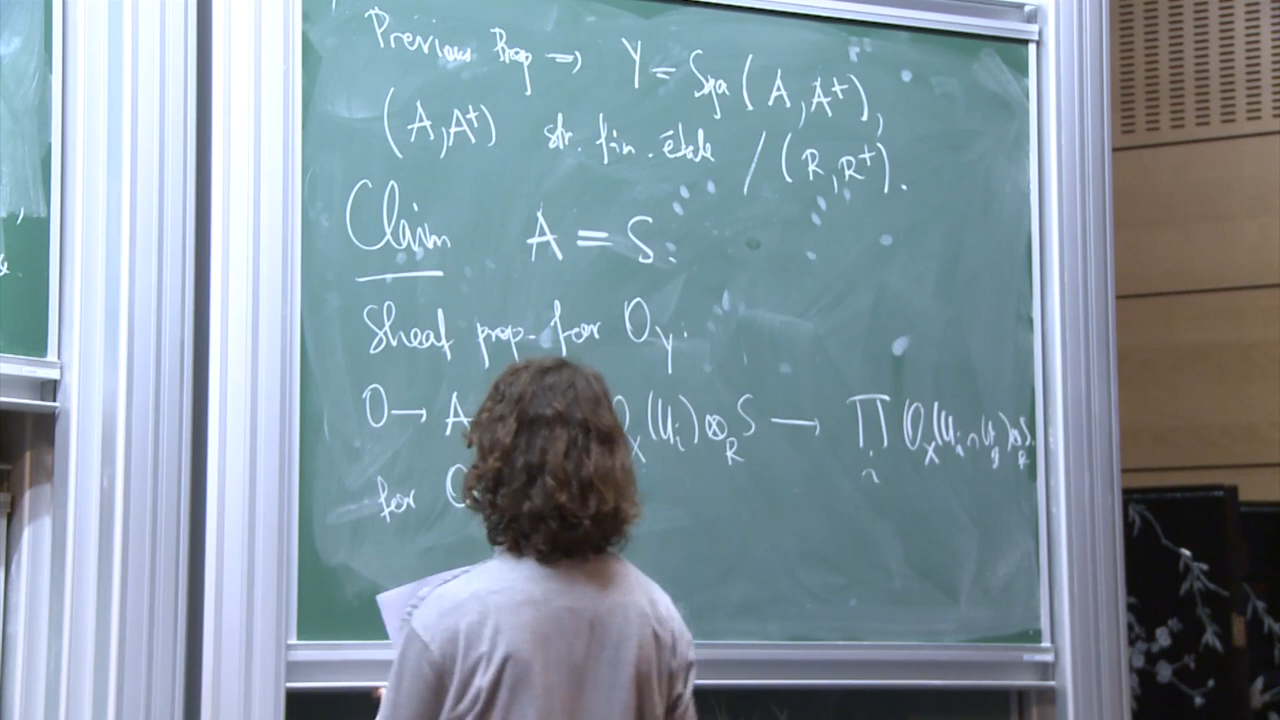 Previous Prop ⇒ Y = Spa (A, A⁺),
(A, A⁺) str. fin. étale / (R, R⁺).
Claim A = S.
Sheaf prop. for O_Y.
0 → A O_X(U_i) ⊗_R S → ∏_i O_X(U_i ∩ U_j) ⊗_R S
for